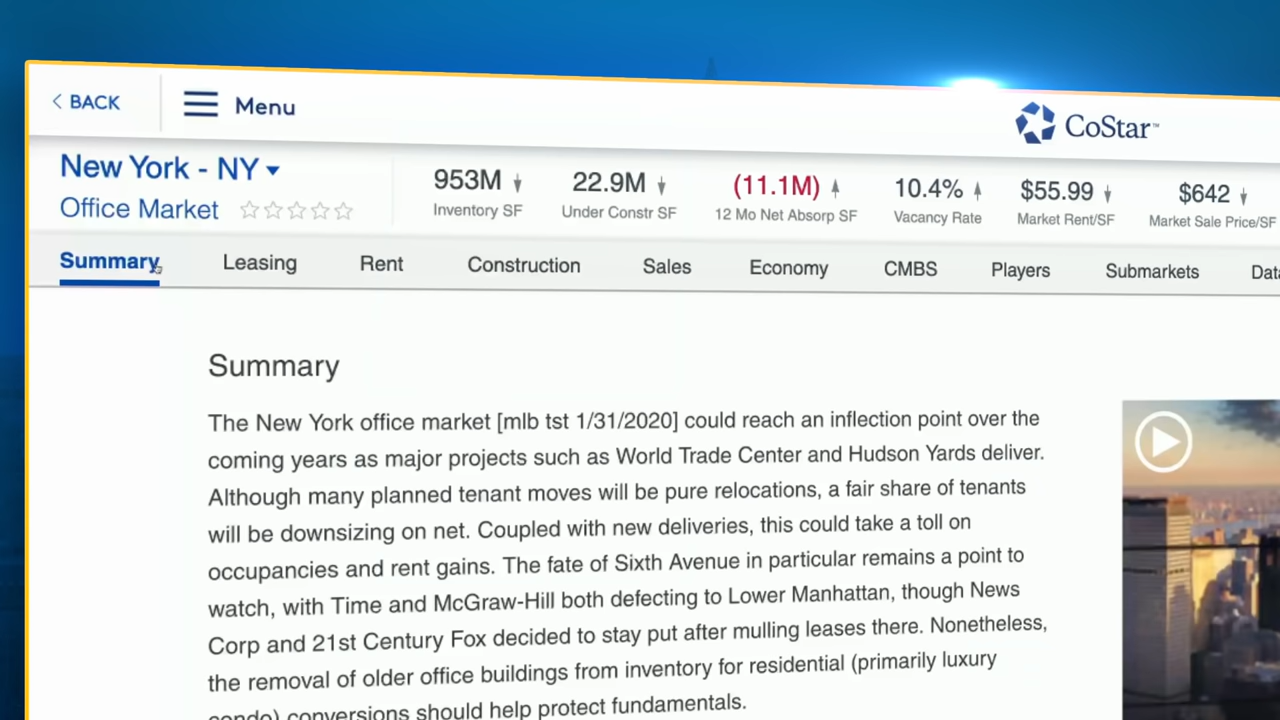 < BACK
Menu
CoStar™
New York - NY
Office Market
953M
Inventory SF
22.9M
Under Constr SF
(11.1M)
12 Mo Net Absorp SF
10.4%
Vacancy Rate
$55.99
Market Rent/SF
$642
Market Sale Price/SF
Summary Leasing Rent Construction Sales Economy CMBS Players Submarkets Data
Summary
The New York office market [mlb tst 1/31/2020] could reach an inflection point over the
coming years as major projects such as World Trade Center and Hudson Yards deliver.
Although many planned tenant moves will be pure relocations, a fair share of tenants
will be downsizing on net. Coupled with new deliveries, this could take a toll on
occupancies and rent gains. The fate of Sixth Avenue in particular remains a point to
watch, with Time and McGraw-Hill both defecting to Lower Manhattan, though News
Corp and 21st Century Fox decided to stay put after mulling leases there. Nonetheless,
the removal of older office buildings from inventory for residential (primarily luxury
condo) conversions should help protect fundamentals.